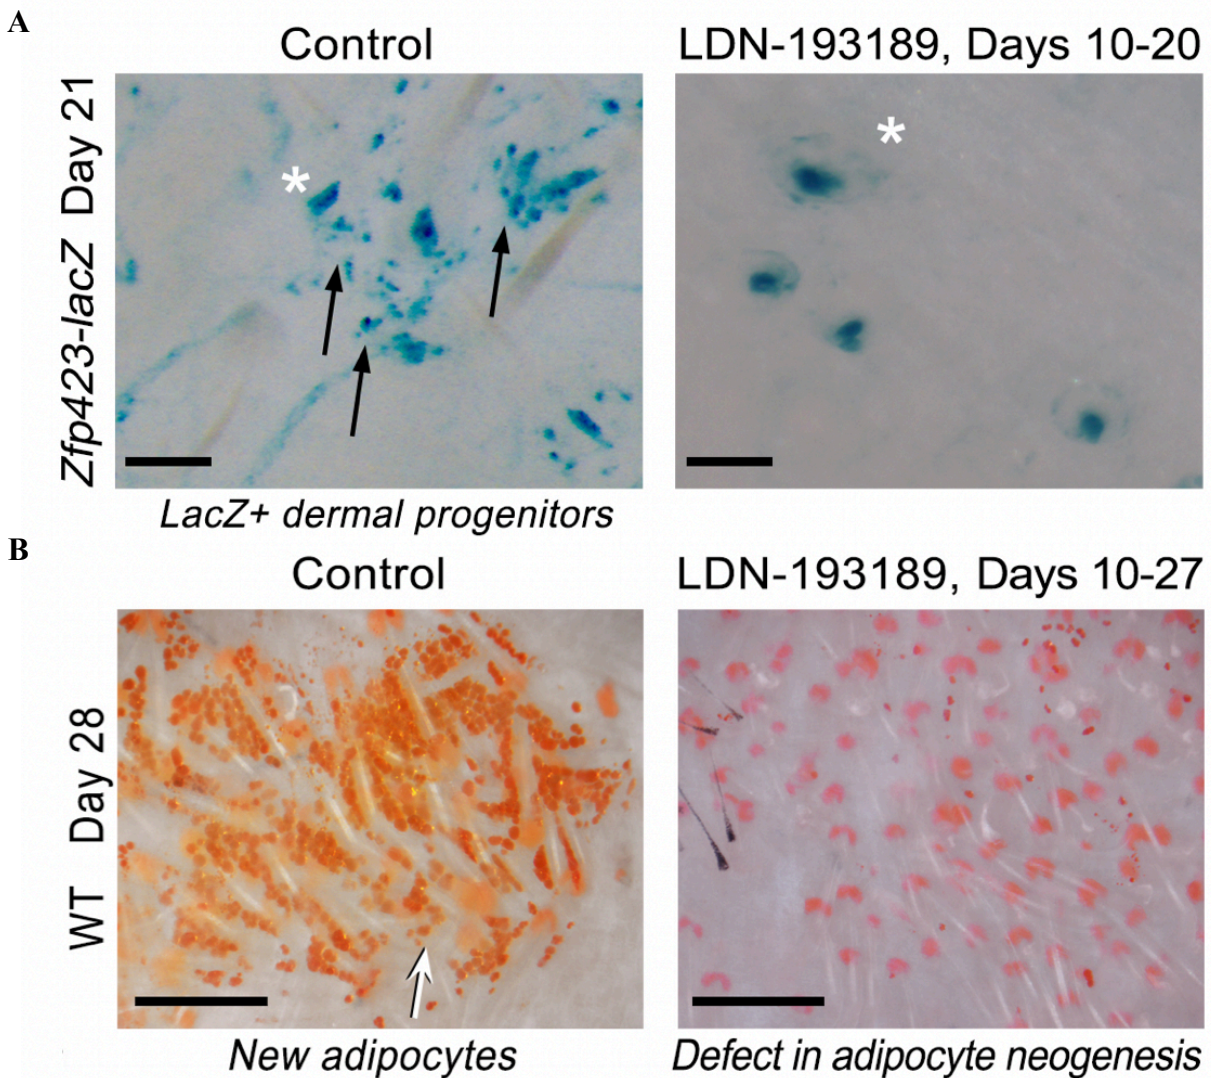 A
Control
LDN-193189, Days 10-20
Zfp423-lacZ Day 21
*
*
LacZ+ dermal progenitors
B
Control
LDN-193189, Days 10-27
WT Day 28
New adipocytes
Defect in adipocyte neogenesis